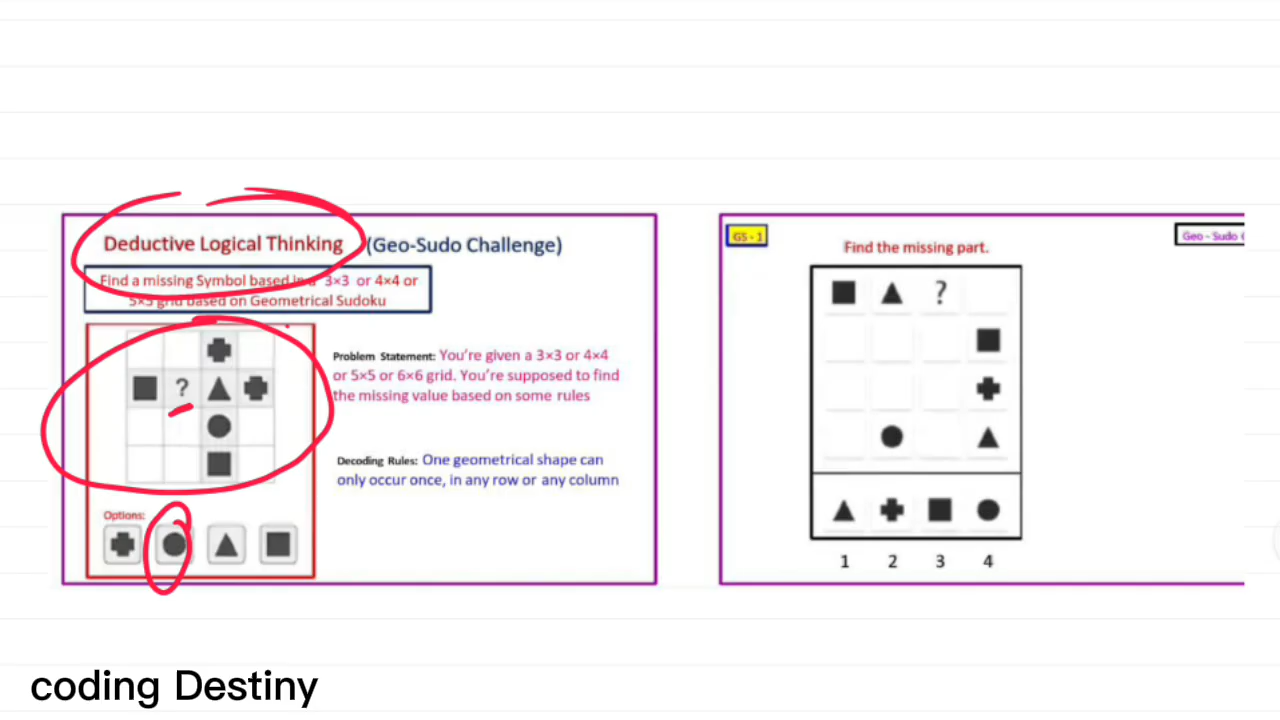 Deductive Logical Thinking (Geo-Sudo Challenge)
Find a missing Symbol based in a 3×3 or 4×4 or
5×5 grid based on Geometrical Sudoku
?
Problem Statement: You're given a 3×3 or 4×4
or 5×5 or 6×6 grid. You're supposed to find
the missing value based on some rules
Decoding Rules: One geometrical shape can
only occur once, in any row or any column
Options:
GS - 1
Geo - Sudo
Find the missing part.
?
1 2 3 4
coding Destiny